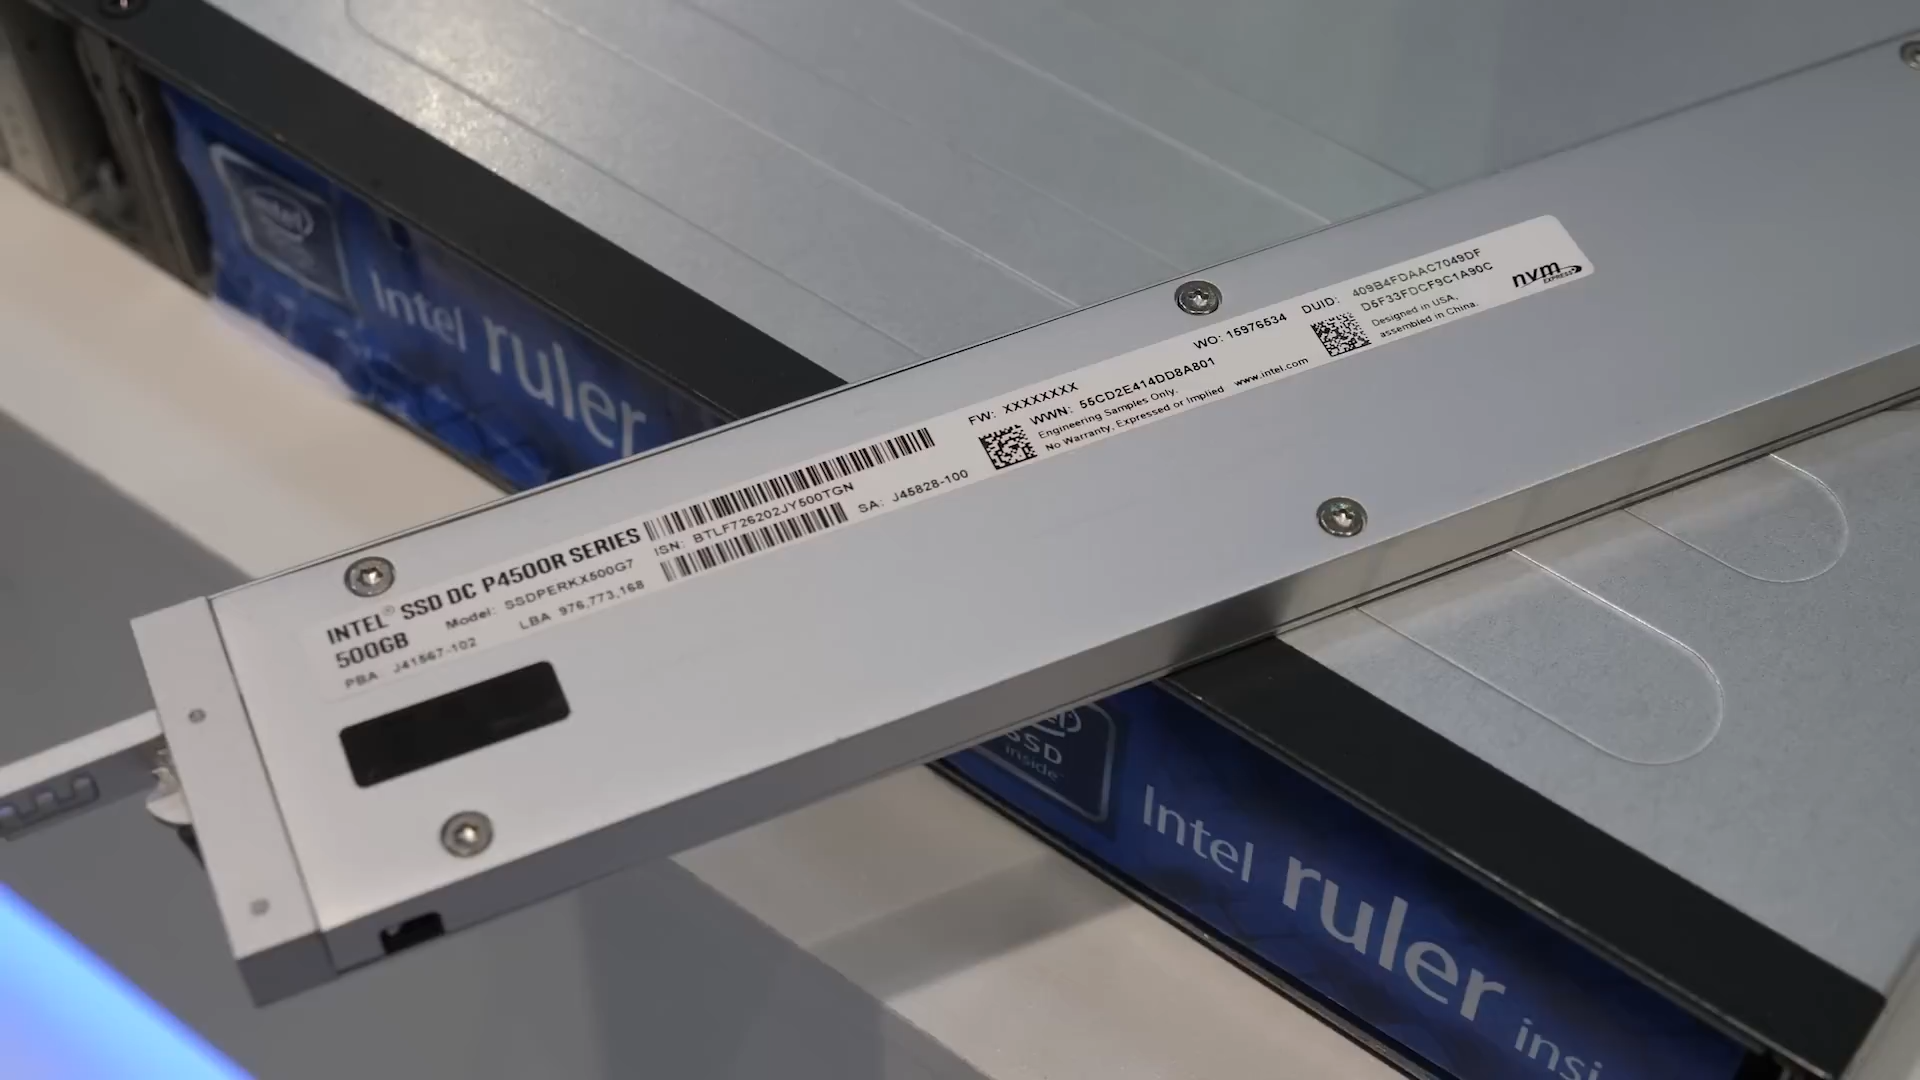 intel
Intel ruler
INTEL® SSD DC P4500R SERIES
500GB
Model: SSDPERKX500G7
PBA J41567-102
LBA 976,773,168
ISN: BTLF726202JY500TGN
SA: J45828-100
FW: XXXXXXXX
WO: 15976534
WWN: 55CD2E414DD8A801
Engineering Samples Only.
No Warranty, Expressed or Implied
www.intel.com
DUID: 409B4FDAAC7049DF
D5F33FDCF9C1A90C
Designed in USA,
assembled in China.
nvm
EXPRESS
SSD
inside
Intel ruler insi